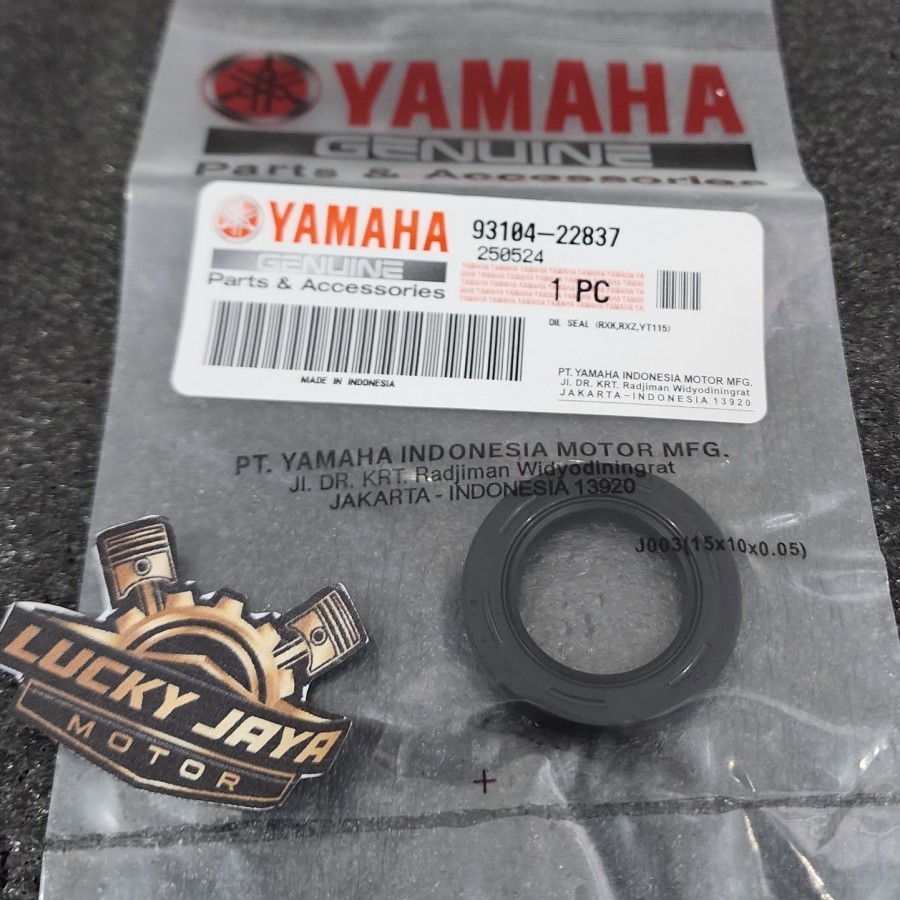 YAMAHA
GENUINE
Parts & Accessories
YAMAHA 93104-22837
GENUINE 250524
Parts & Accessories 1 PC
OIL SEAL (RXK,RXZ,YT115)
MADE IN INDONESIA
PT. YAMAHA INDONESIA MOTOR MFG.
Jl. DR. KRT. Radjiman Widyodiningrat
JAKARTA - INDONESIA 13920
PT. YAMAHA INDONESIA MOTOR MFG.
Jl. DR. KRT. Radjiman Widyodiningrat
JAKARTA - INDONESIA 13920
J003(15x10x0.05)
LUCKY JAYA
MOTOR